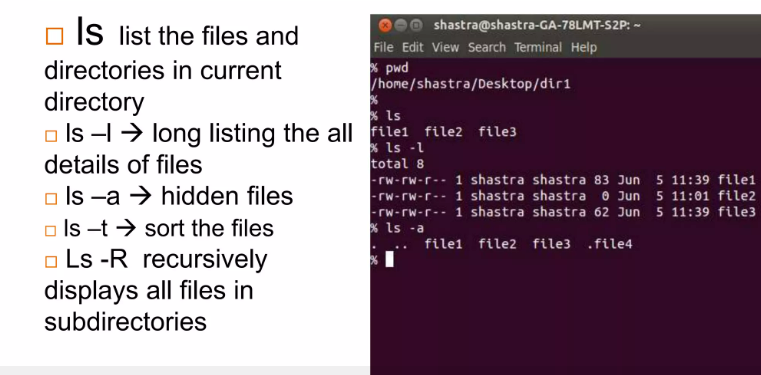 □ ls list the files and
directories in current
directory
□ ls –l → long listing the all
details of files
□ ls –a → hidden files
□ ls –t → sort the files
□ Ls -R recursively
displays all files in
subdirectories
shastra@shastra-GA-78LMT-S2P: ~
File Edit View Search Terminal Help
% pwd
/home/shastra/Desktop/dir1
%
% ls
file1 file2 file3
% ls -l
total 8
-rw-rw-r-- 1 shastra shastra 83 Jun 5 11:39 file1
-rw-rw-r-- 1 shastra shastra 0 Jun 5 11:01 file2
-rw-rw-r-- 1 shastra shastra 62 Jun 5 11:39 file3
% ls -a
. .. file1 file2 file3 .file4
%